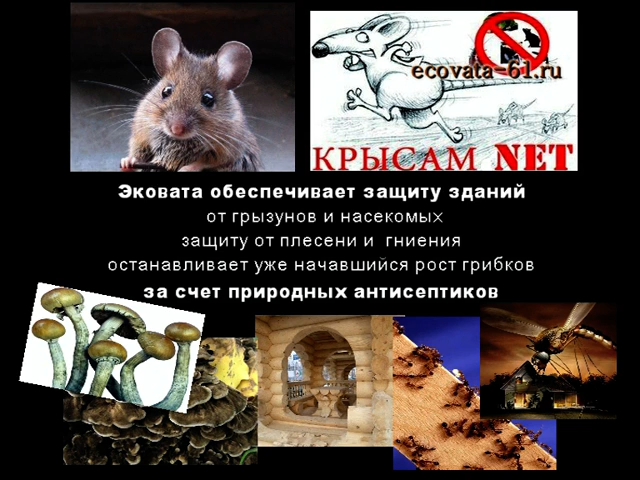 ecovata-61.ru
КРЫСАМ NET
Эковата обеспечивает защиту зданий
от грызунов и насекомых
защиту от плесени и гниения
останавливает уже начавшийся рост грибков
за счет природных антисептиков